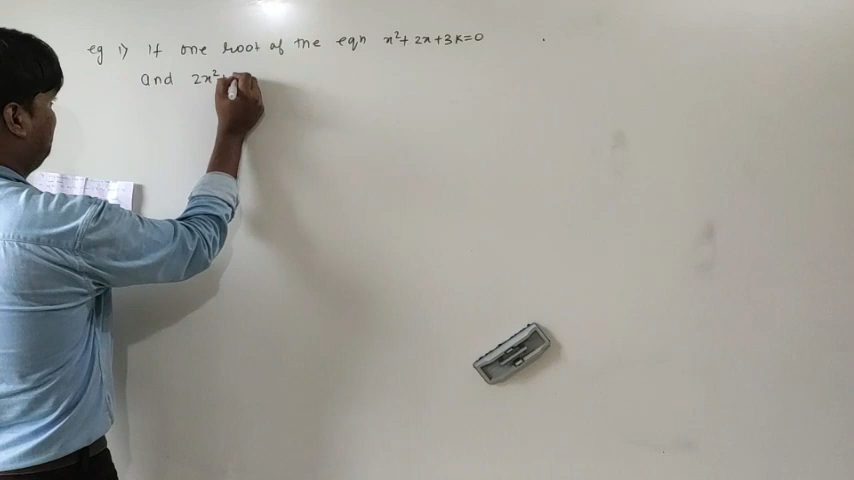 eg 1) If one root of the eqn x²+2x+3k=0
and 2x²+